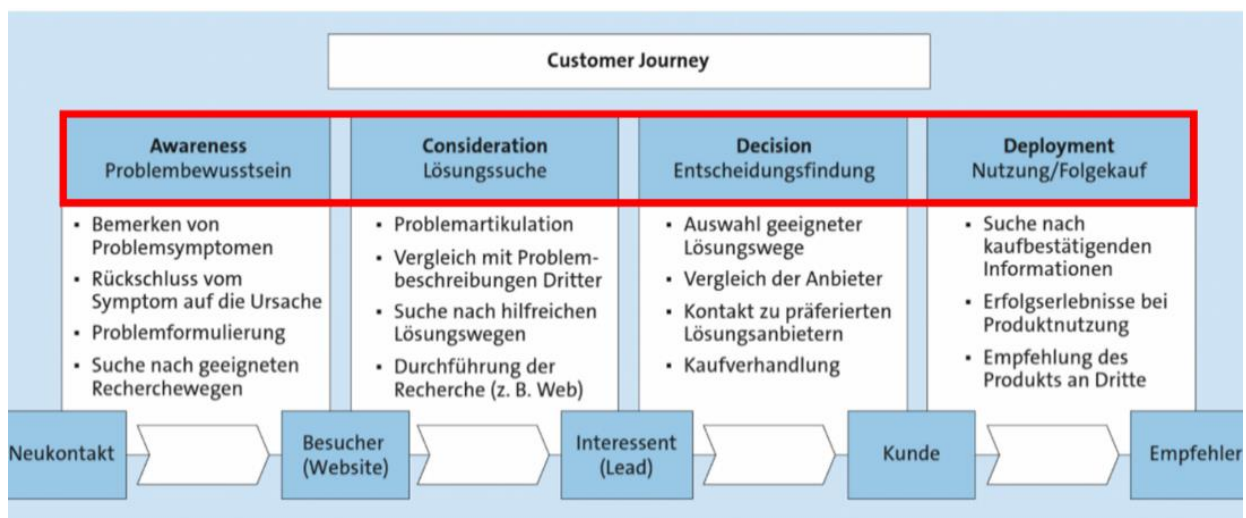 Customer Journey
Awareness
Problembewusstsein
Consideration
Lösungssuche
Decision
Entscheidungsfindung
Deployment
Nutzung/Folgekauf
▪ Bemerken von
Problemsymptomen
▪ Rückschluss vom
Symptom auf die Ursache
▪ Problemformulierung
▪ Suche nach geeigneten
Recherchewegen
▪ Problemartikulation
▪ Vergleich mit Problem-
beschreibungen Dritter
▪ Suche nach hilfreichen
Lösungswegen
▪ Durchführung der
Recherche (z. B. Web)
▪ Auswahl geeigneter
Lösungswege
▪ Vergleich der Anbieter
▪ Kontakt zu präferierten
Lösungsanbietern
▪ Kaufverhandlung
▪ Suche nach
kaufbestätigenden
Informationen
▪ Erfolgserlebnisse bei
Produktnutzung
▪ Empfehlung des
Produkts an Dritte
Neukontakt
Besucher
(Website)
Interessent
(Lead)
Kunde
Empfehler